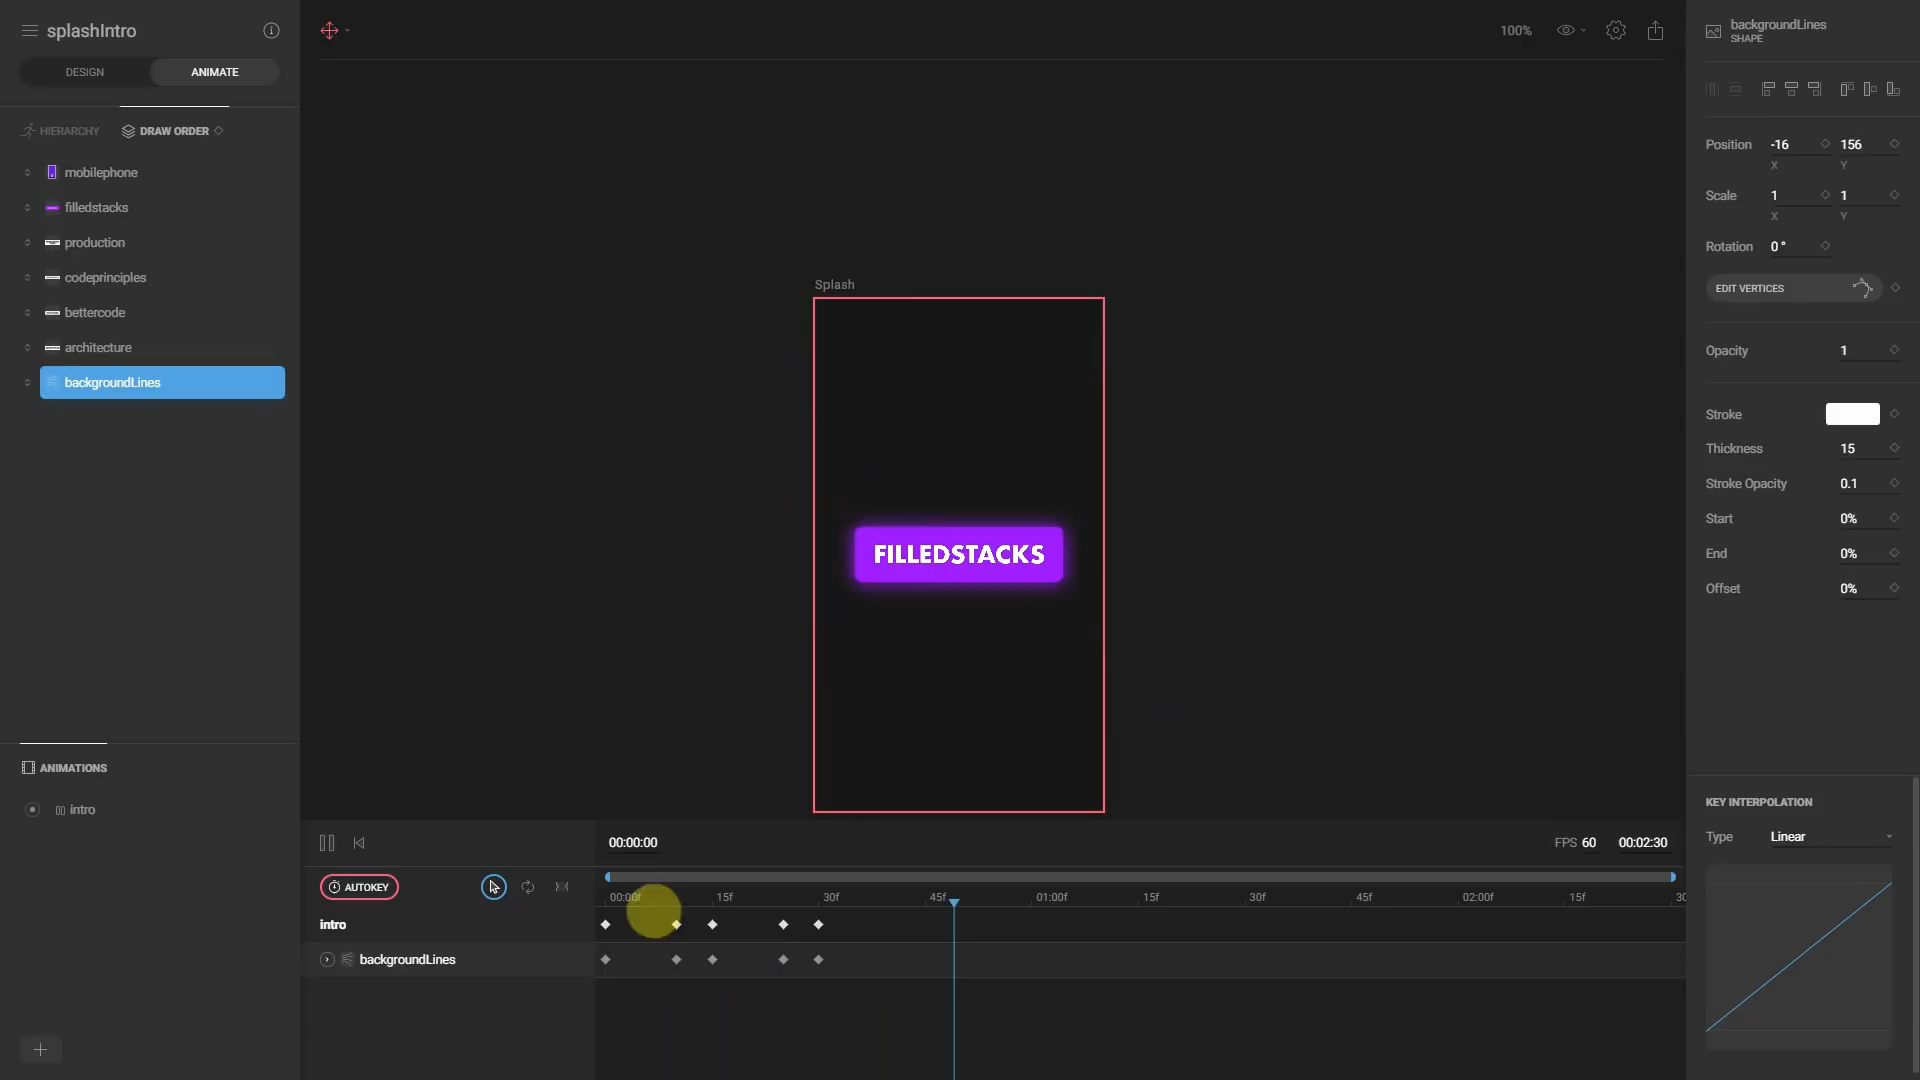 splashIntro
DESIGN
ANIMATE
HIERARCHY
DRAW ORDER
mobilephone
filledstacks
production
codeprinciples
bettercode
architecture
backgroundLines
ANIMATIONS
intro
100%
Splash
FILLEDSTACKS
00:00:00
FPS 60
00:02:30
AUTOKEY
00:00f
15f
30f
45f
01:00f
15f
30f
45f
02:00f
15f
30
intro
backgroundLines
backgroundLines
SHAPE
Position -16 156
X Y
Scale 1 1
X Y
Rotation 0°
EDIT VERTICES
Opacity 1
Stroke
Thickness 15
Stroke Opacity 0.1
Start 0%
End 0%
Offset 0%
KEY INTERPOLATION
Type Linear